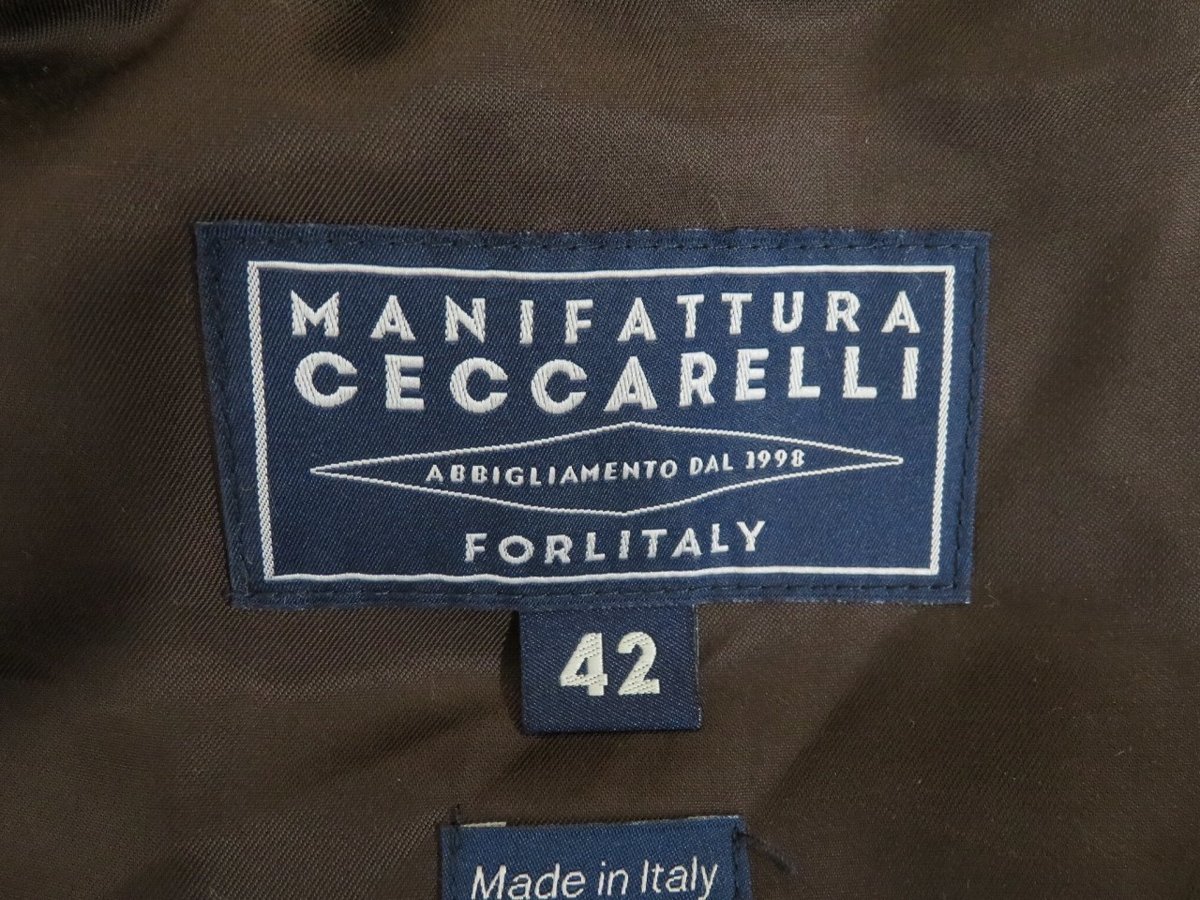 MANIFATTURA
CECCARELLI
ABBIGLIAMENTO DAL 1998
FORLITALY
42
Made in Italy